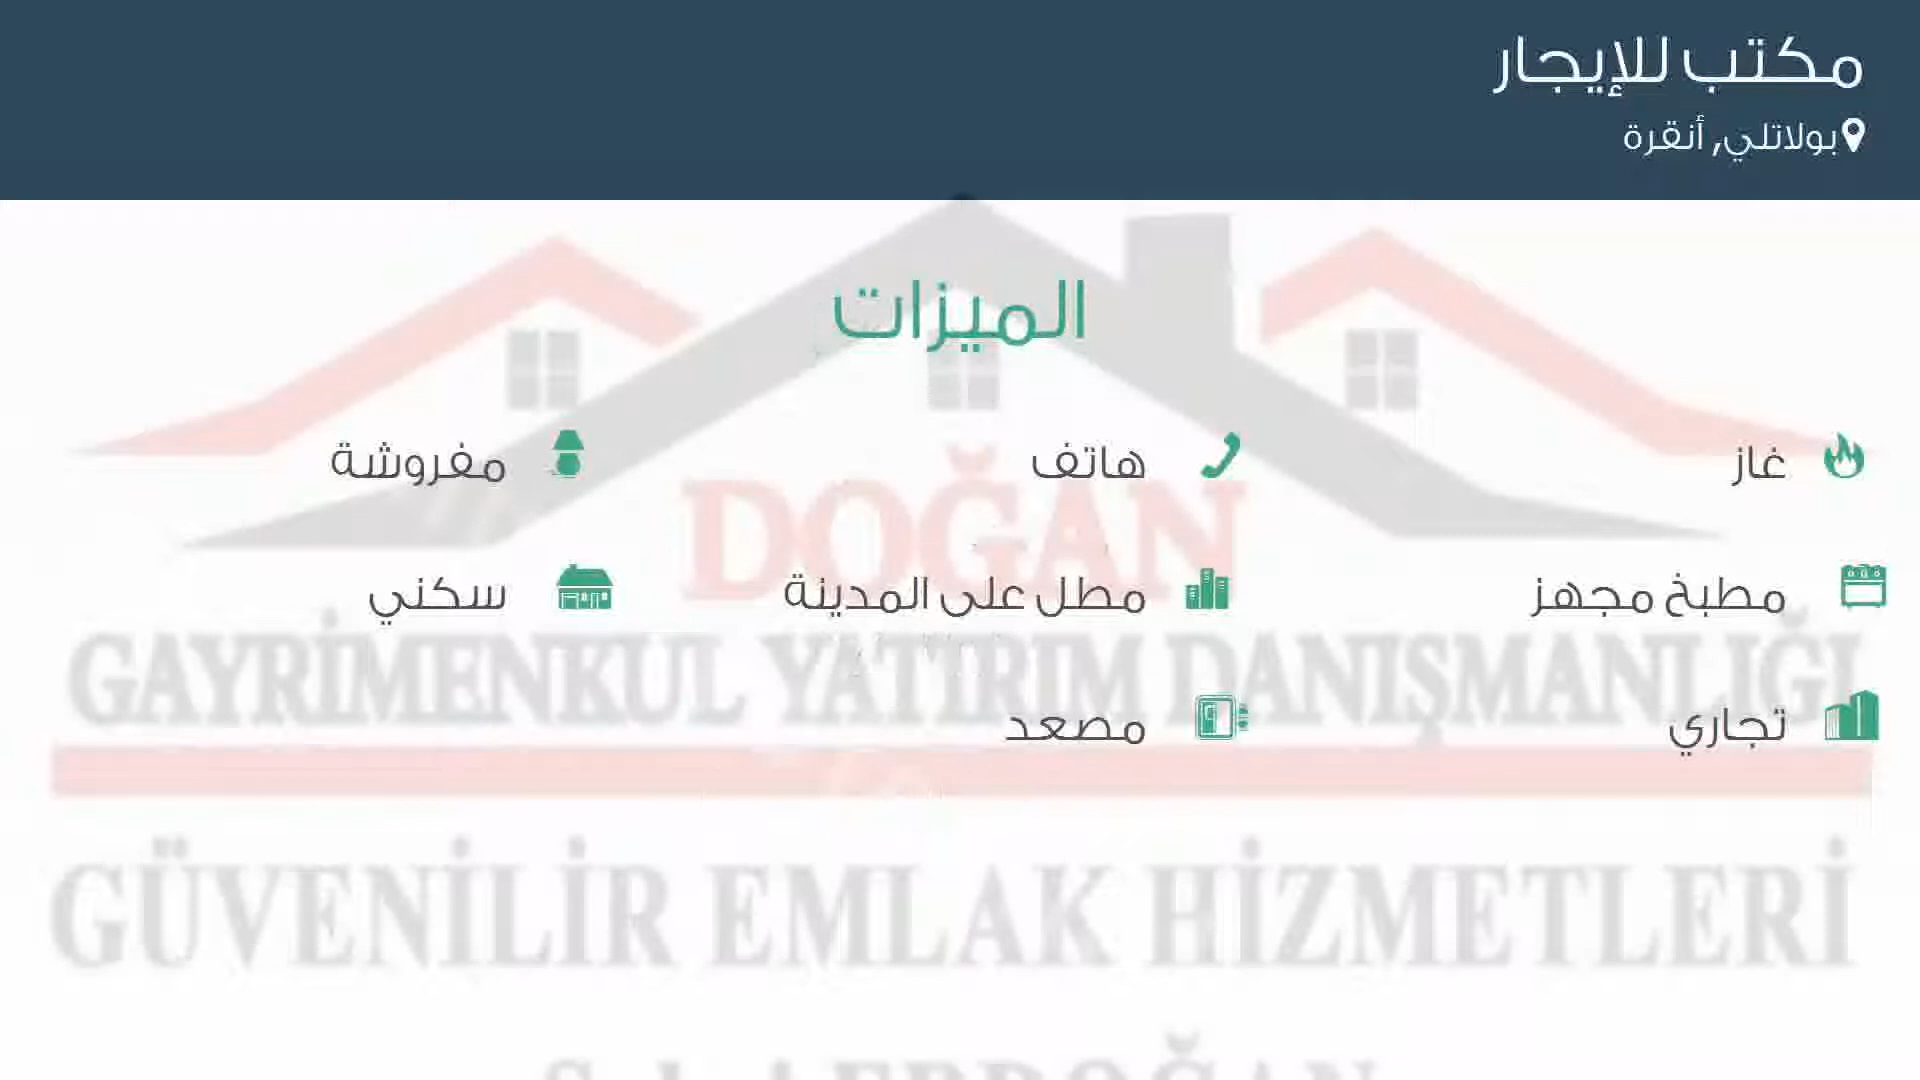 مكتب للإيجار
بولاتلي, أنقرة
الميزات
غاز
هاتف
مفروشة
مطبخ مجهز
مطل على المدينة
سكني
تجاري
مصعد
DOĞAN
GAYRİMENKUL YATIRIM DANIŞMANLIĞI
GÜVENİLİR EMLAK HİZMETLERİ